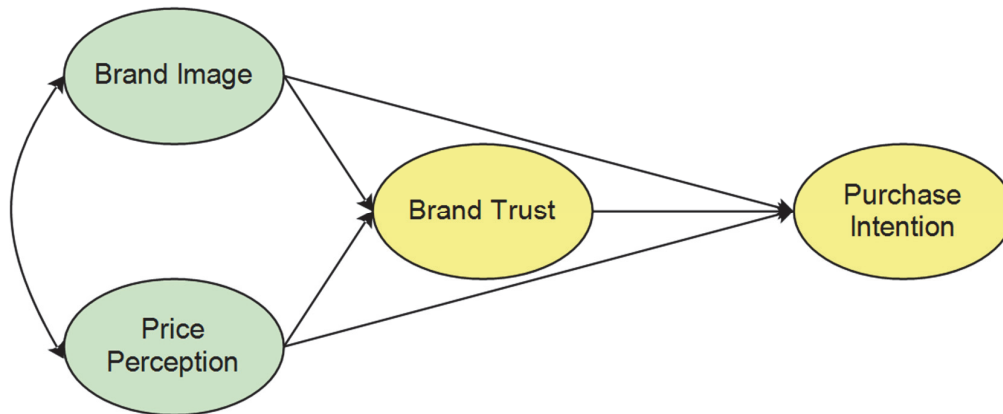 Brand Image
Brand Trust
Purchase
Intention
Price
Perception